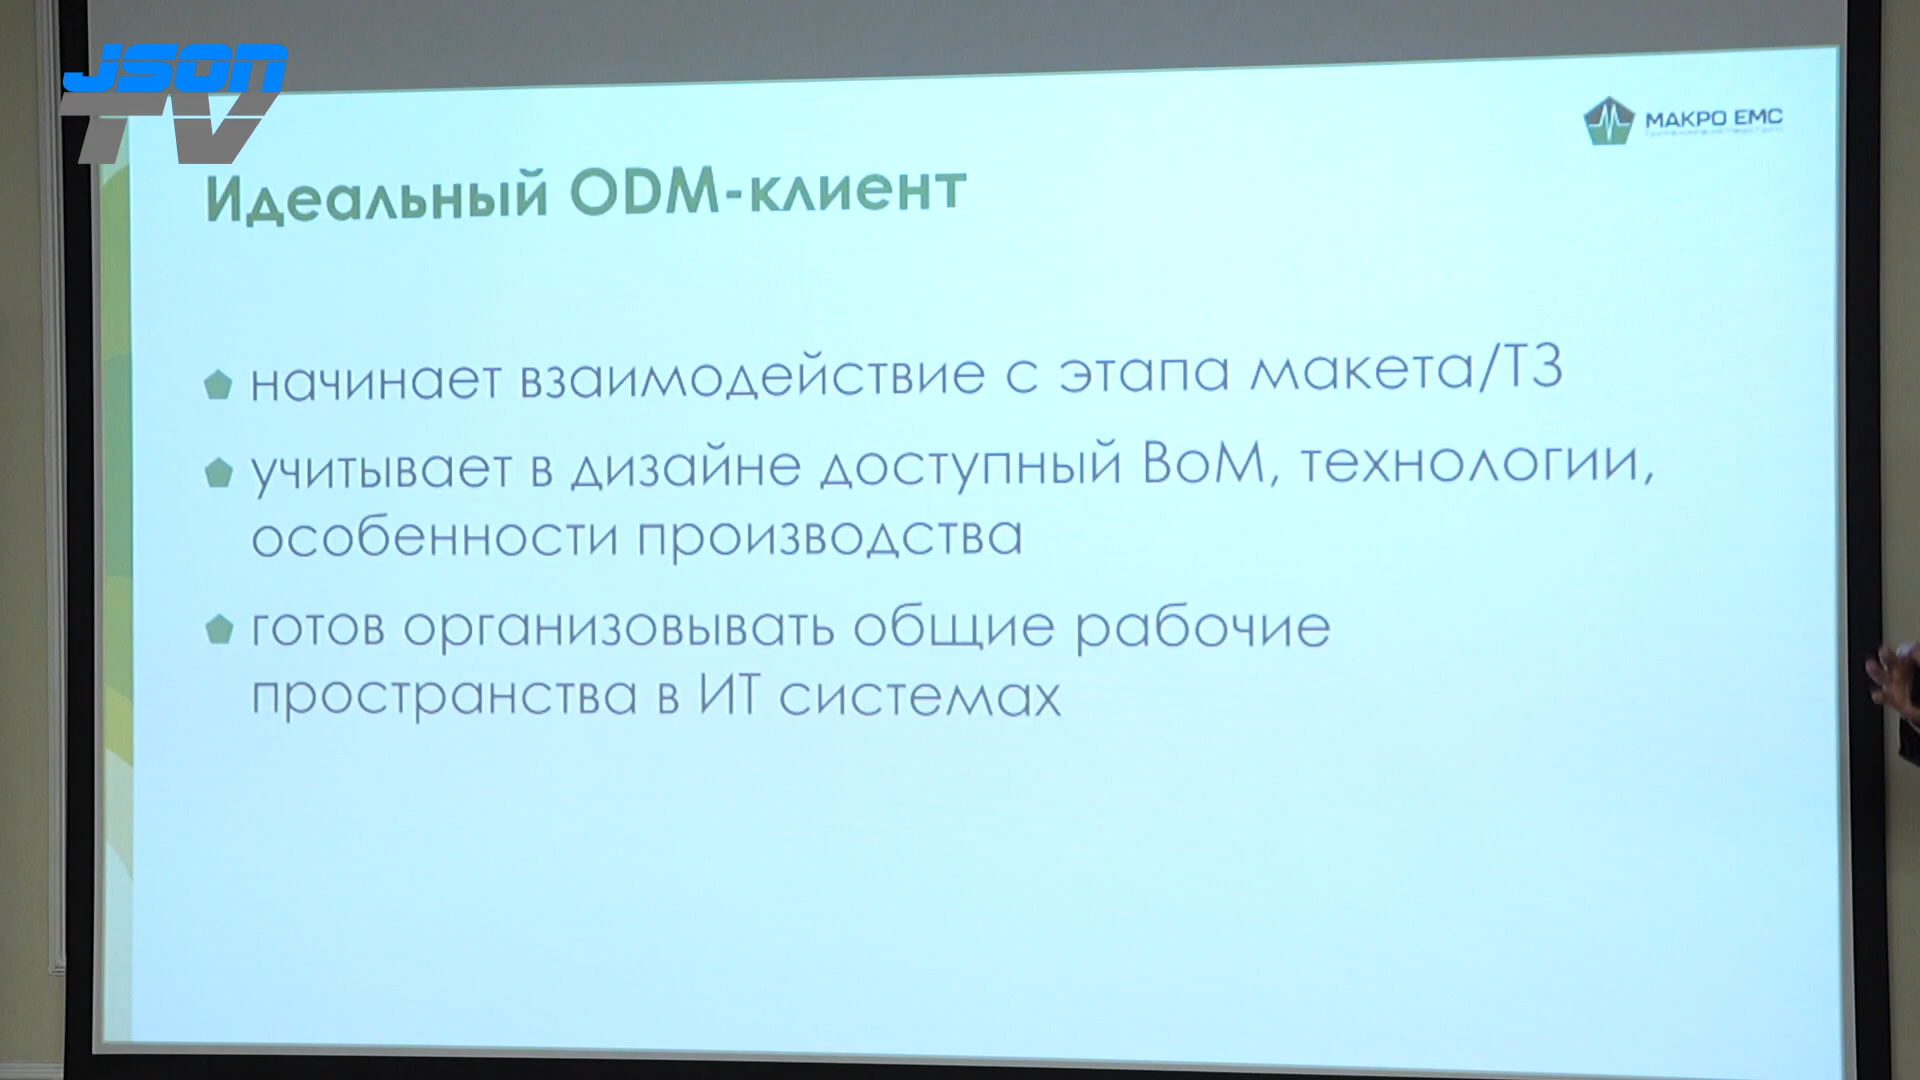 JSON
TV
МАКРО ЕМС
Идеальный ODM-клиент
начинает взаимодействие с этапа макета/ТЗ
учитывает в дизайне доступный BoM, технологии,
особенности производства
готов организовывать общие рабочие
пространства в ИТ системах